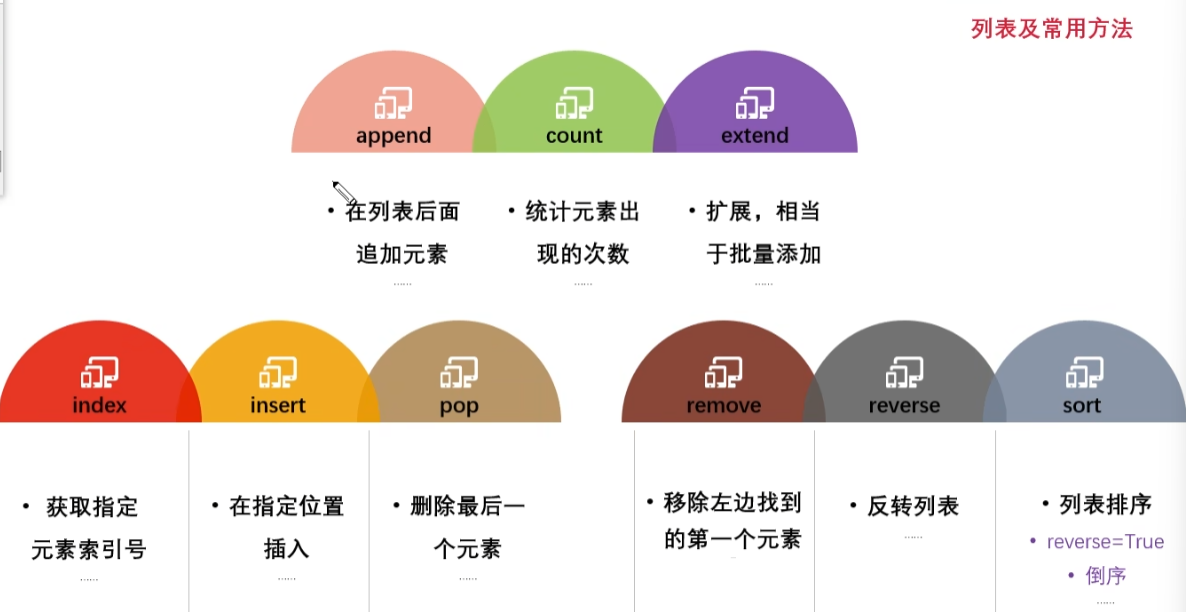 列表及常用方法
append
count
extend
• 在列表后面
追加元素
......
• 统计元素出
现的次数
......
• 扩展，相当
于批量添加
......
index
insert
pop
remove
reverse
sort
• 获取指定
元素索引号
......
• 在指定位置
插入
......
• 删除最后一
个元素
......
• 移除左边找到
的第一个元素
• 反转列表
......
• 列表排序
• reverse=True
• 倒序
......